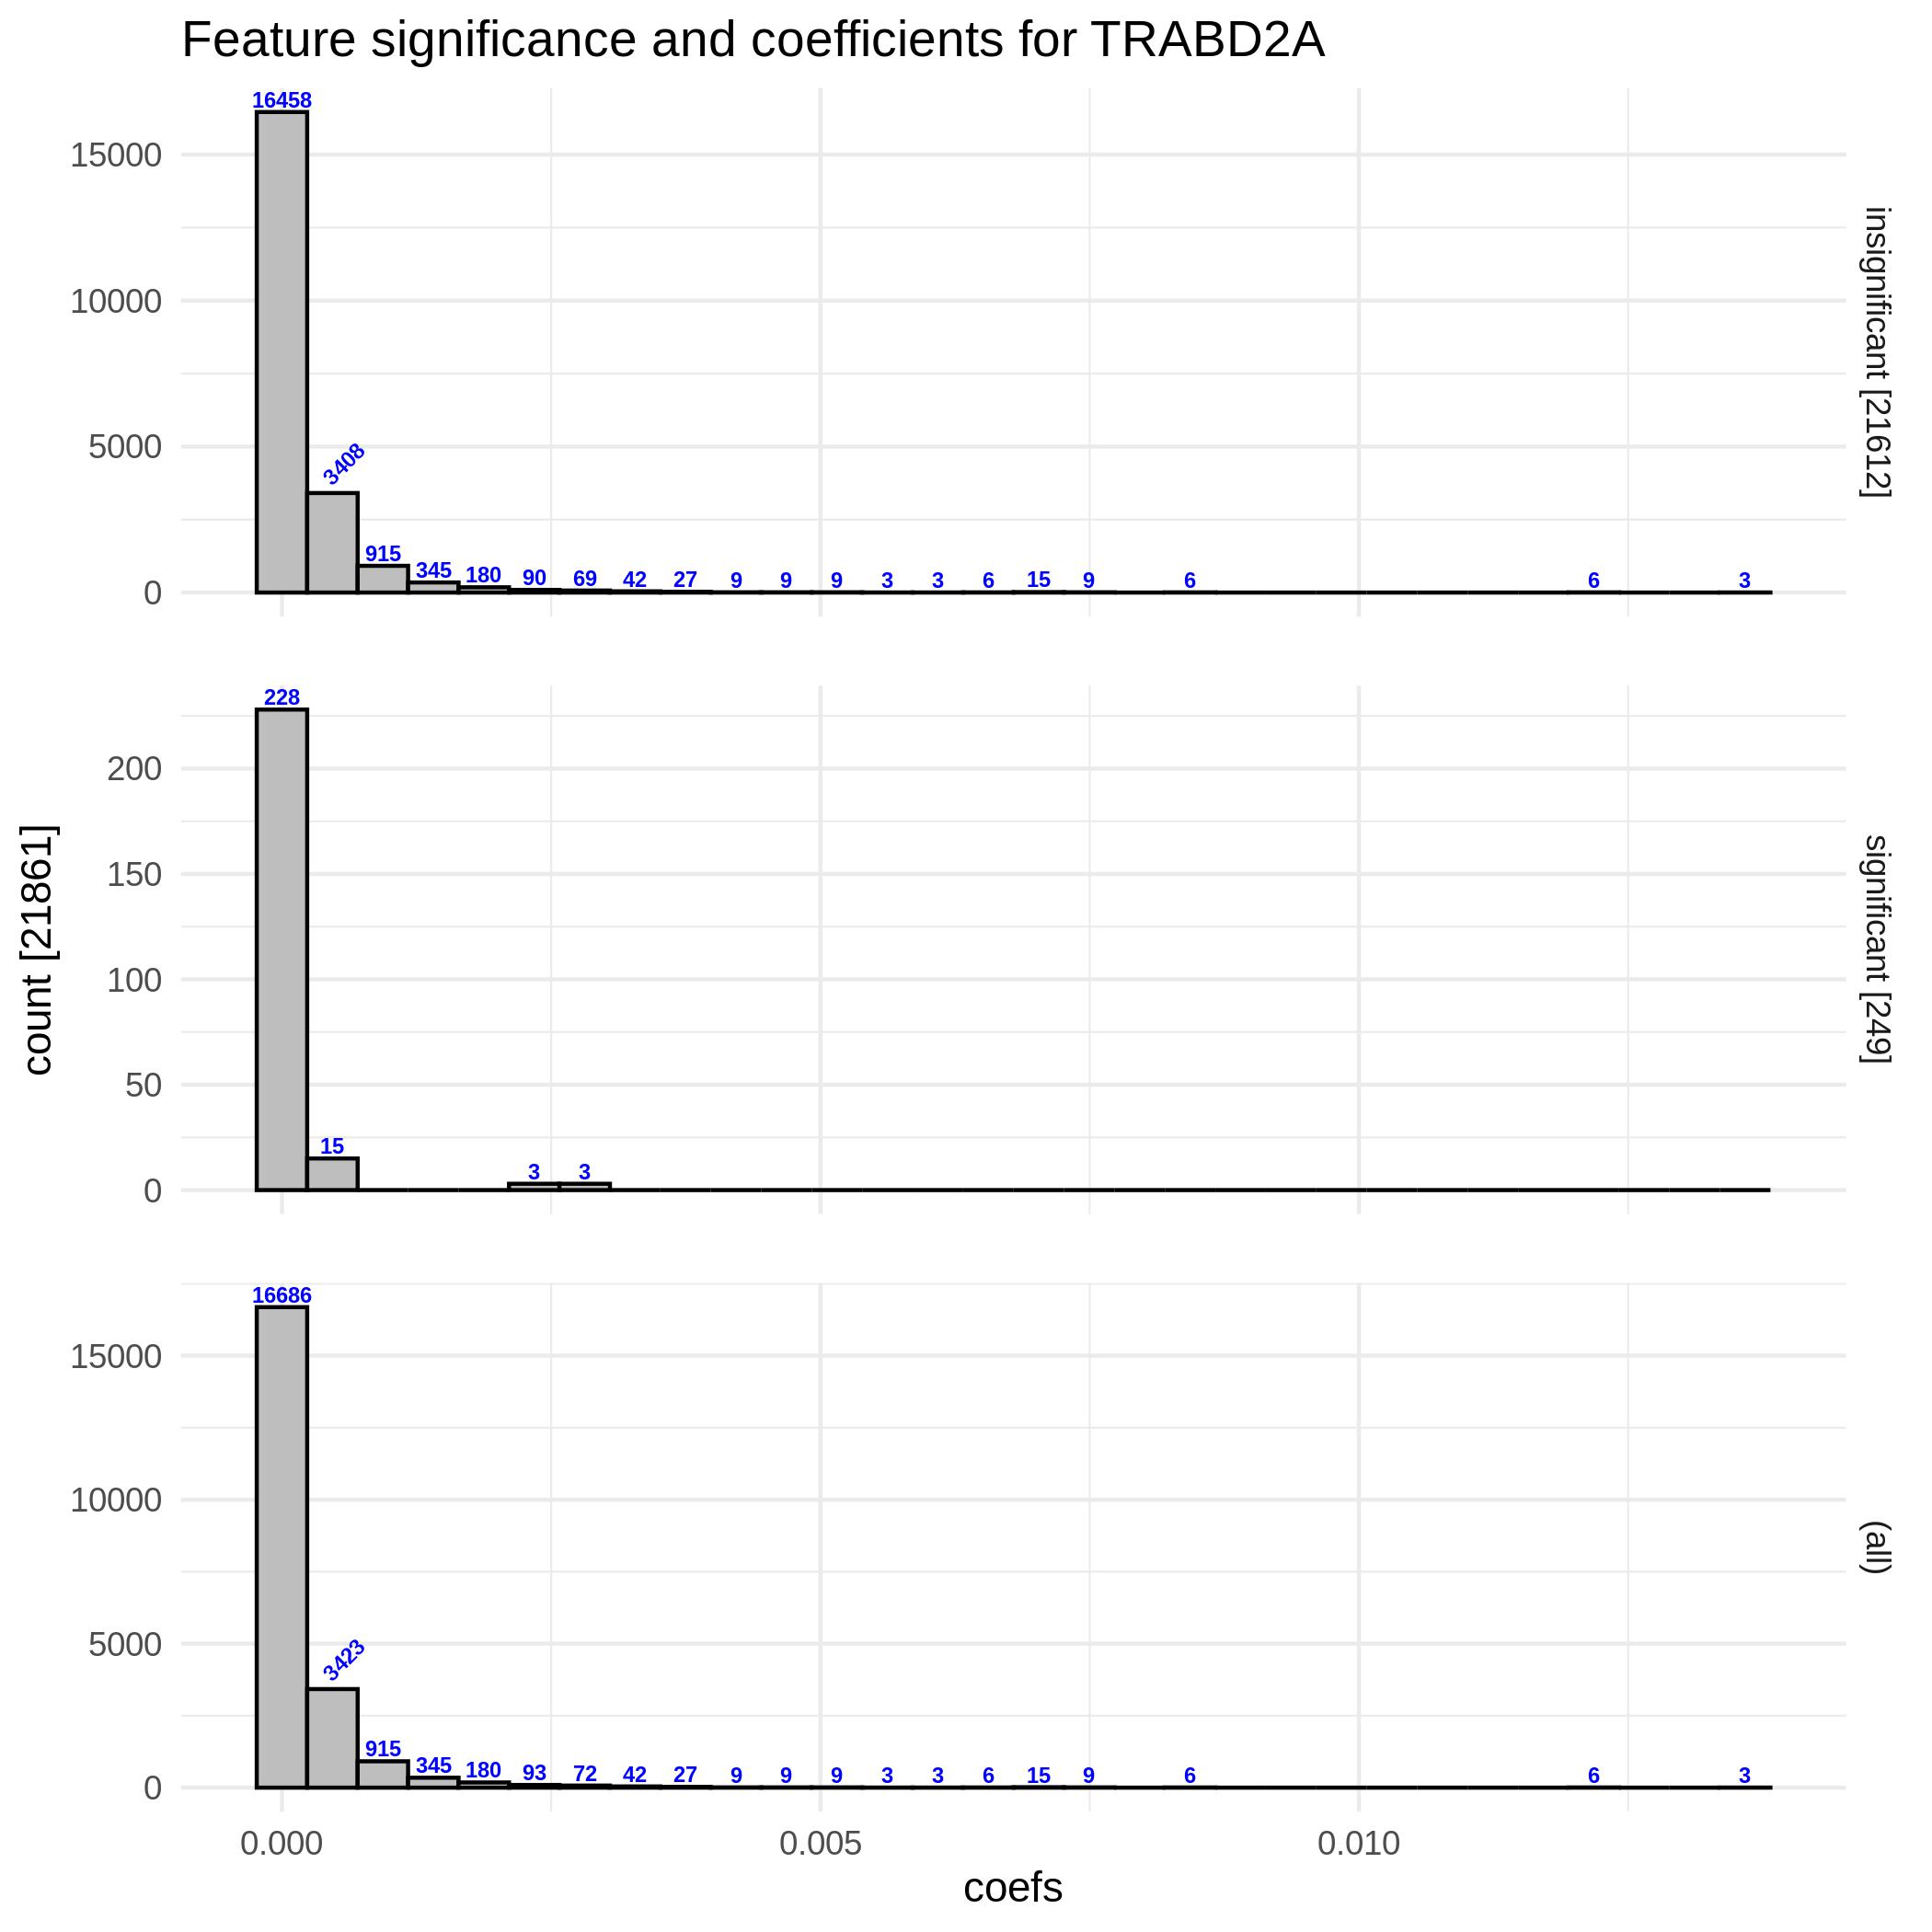 Feature significance and coefficients for TRABD2A
count [21861]
16458
15000
10000
5000
0
3408
915 345 180 90 69 42 27 9 9 9 3 3 6 15 9 6 6 3
insignificant [21612]
228
200
150
100
50
0
15 3 3
significant [249]
16686
15000
10000
5000
0
3423
915 345 180 93 72 42 27 9 9 9 3 3 6 15 9 6 6 3
(all)
0.000 0.005 0.010
coefs